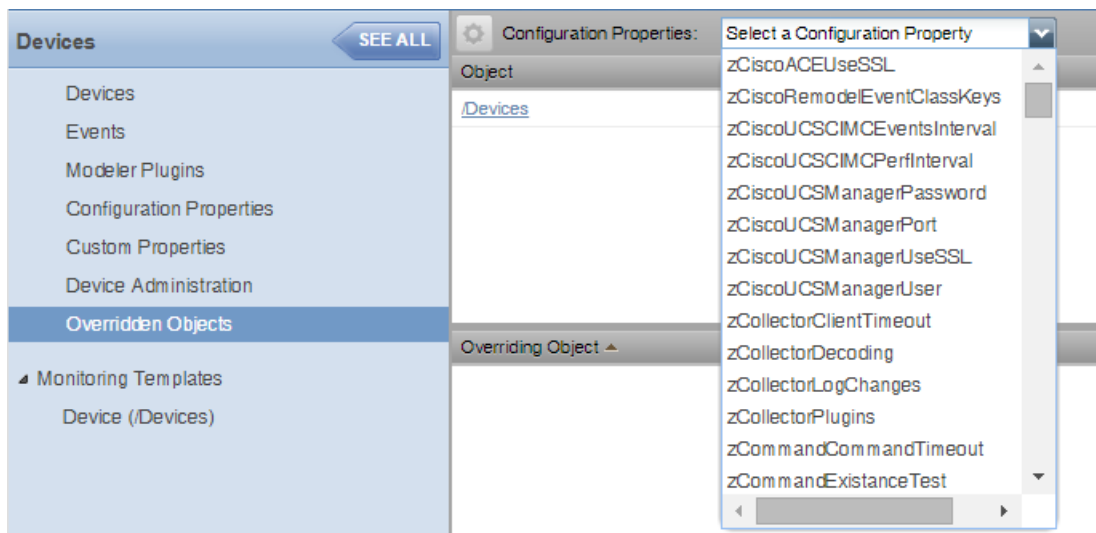 Devices
SEE ALL
Devices
Events
Modeler Plugins
Configuration Properties
Custom Properties
Device Administration
Overridden Objects
Monitoring Templates
Device (/Devices)
Configuration Properties:
Select a Configuration Property
Object
/Devices
Overriding Object
zCiscoACEUseSSL
zCiscoRemodelEventClassKeys
zCiscoUCSCIMCEventsInterval
zCiscoUCSCIMCPerfInterval
zCiscoUCSManagerPassword
zCiscoUCSManagerPort
zCiscoUCSManagerUseSSL
zCiscoUCSManagerUser
zCollectorClientTimeout
zCollectorDecoding
zCollectorLogChanges
zCollectorPlugins
zCommandCommandTimeout
zCommandExistanceTest